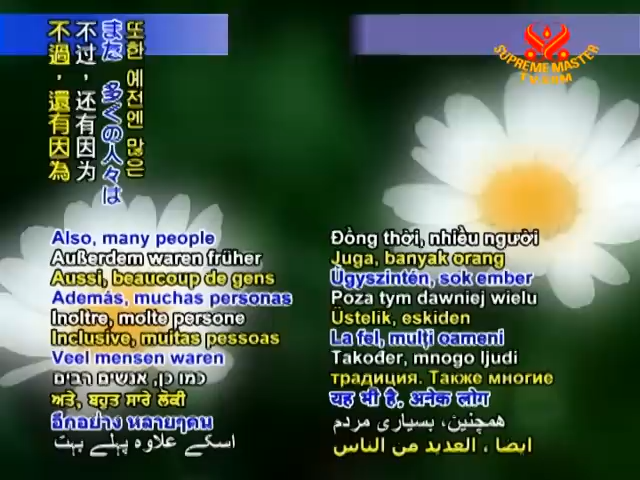 SUPREME MASTER
TV.COM
또한 예전엔 많은
また 多くの人々は
不过，还有因为
不過，還有因為
Also, many people
Außerdem waren früher
Aussi, beaucoup de gens
Además, muchas personas
Inoltre, molte persone
Inclusive, muitas pessoas
Veel mensen waren
כמו כן, אנשים רבים
ਅਤੇ, ਬਹੁਤ ਸਾਰੇ ਲੋਕੀ
อีกอย่าง หลายๆคน
اسکے علاوہ پہلے بہت
Đồng thời, nhiều người
Juga, banyak orang
Ügyszintén, sok ember
Poza tym dawniej wielu
Üstelik, eskiden
La fel, mulţi oameni
Također, mnogo ljudi
традиция. Также многие
यह भी है, अनेक लोग
همچنین، بسیاری مردم
ايضا ، العديد من الناس